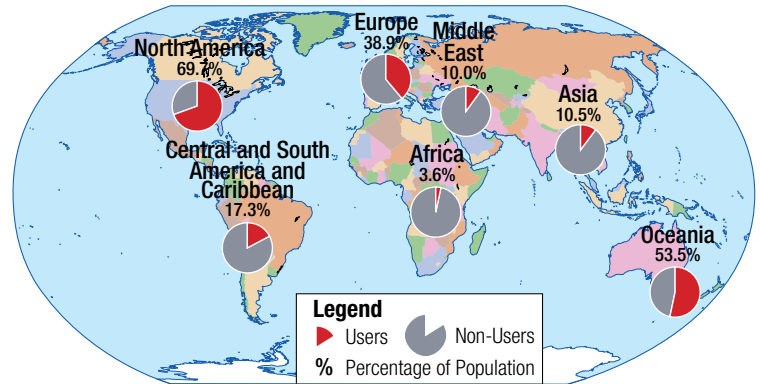 North America
69.7%
Europe
38.9%
Middle
East
10.0%
Asia
10.5%
Central and South
America and
Caribbean
17.3%
Africa
3.6%
Oceania
53.5%
Legend
Users
Non-Users
% Percentage of Population